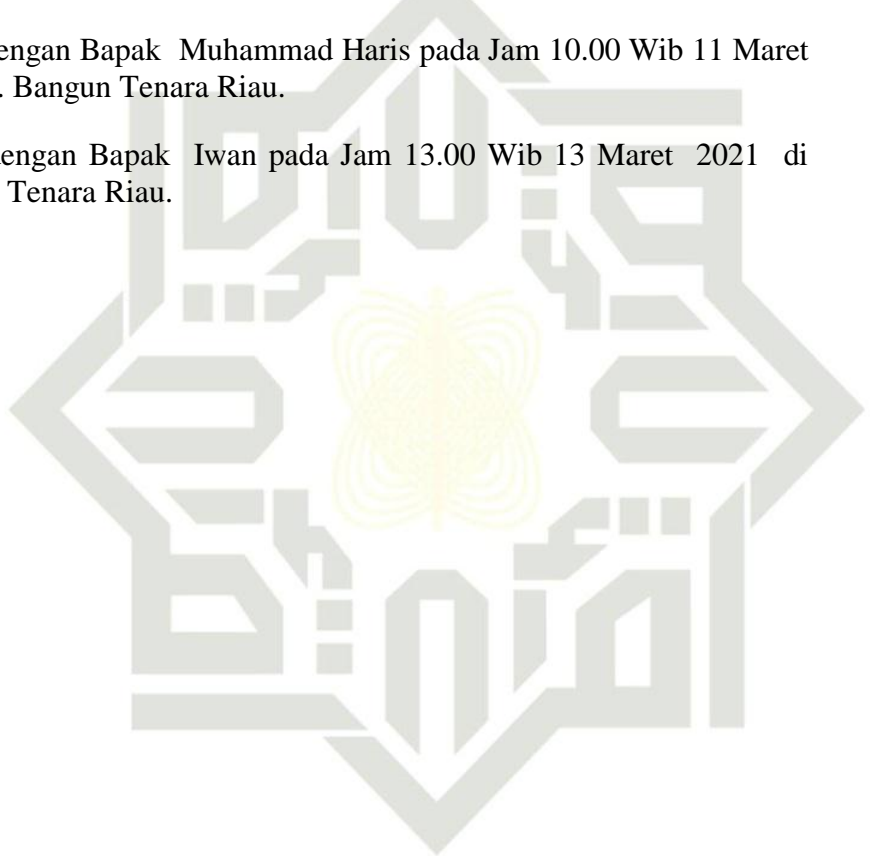 engan Bapak Muhammad Haris pada Jam 10.00 Wib 11 Maret
. Bangun Tenara Riau.
engan Bapak Iwan pada Jam 13.00 Wib 13 Maret 2021 di
Tenara Riau.